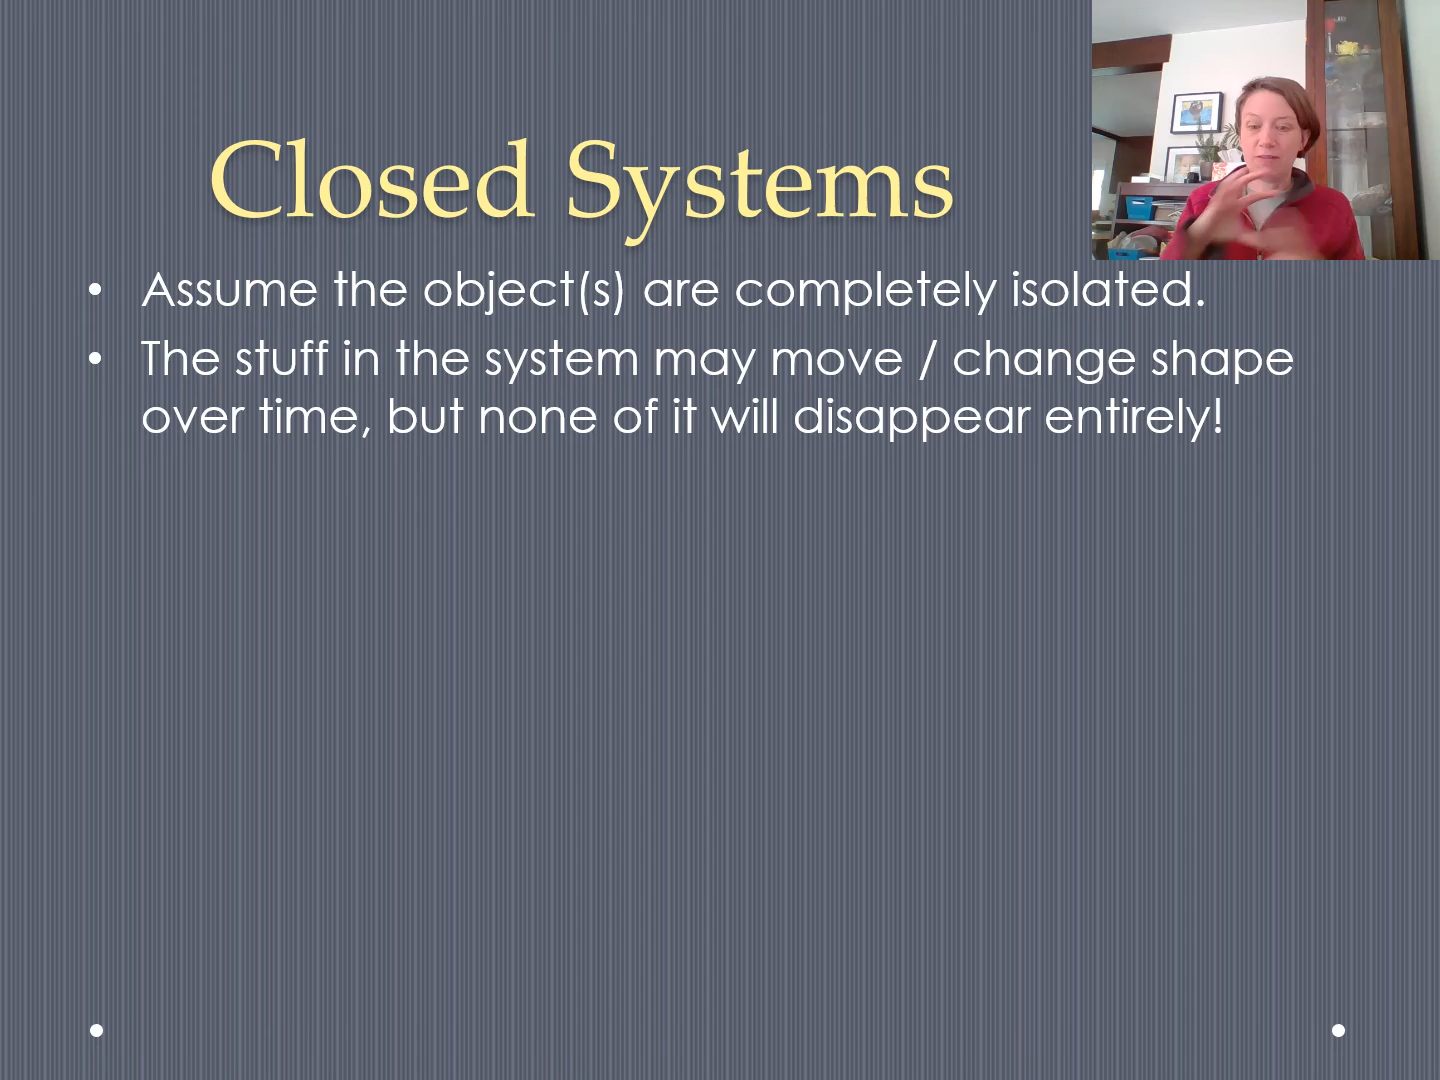 Closed Systems
• Assume the object(s) are completely isolated.
• The stuff in the system may move / change shape
over time, but none of it will disappear entirely!